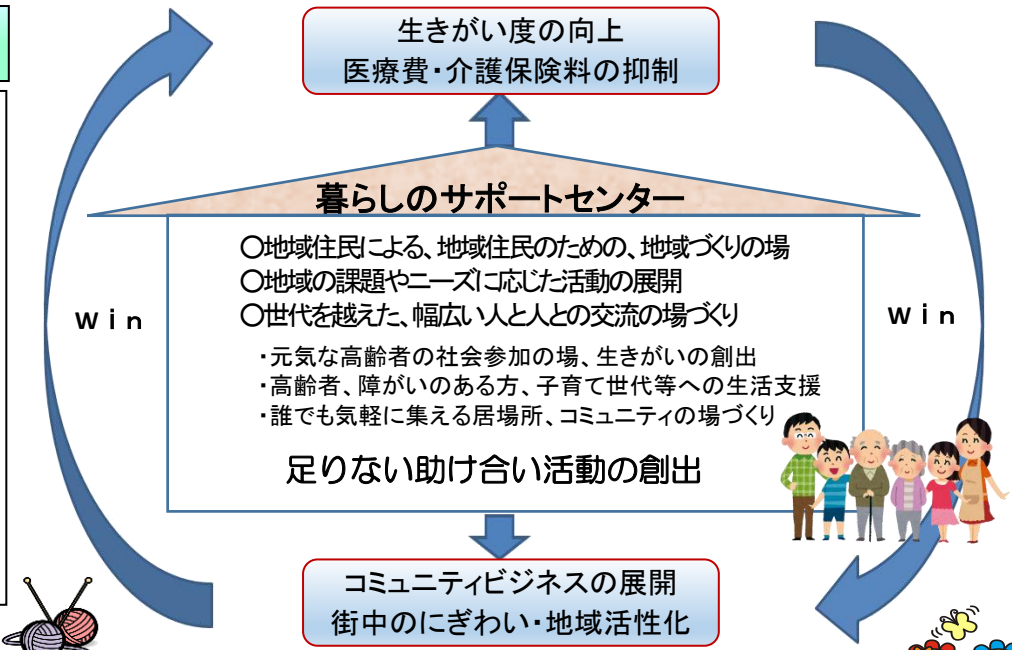 生きがい度の向上
医療費・介護保険料の抑制
暮らしのサポートセンター
〇地域住民による、地域住民のための、地域づくりの場
〇地域の課題やニーズに応じた活動の展開
〇世代を越えた、幅広い人と人との交流の場づくり
Ｗｉｎ
Ｗｉｎ
・元気な高齢者の社会参加の場、生きがいの創出
・高齢者、障がいのある方、子育て世代等への生活支援
・誰でも気軽に集える居場所、コミュニティの場づくり
足りない助け合い活動の創出
コミュニティビジネスの展開
街中のにぎわい・地域活性化